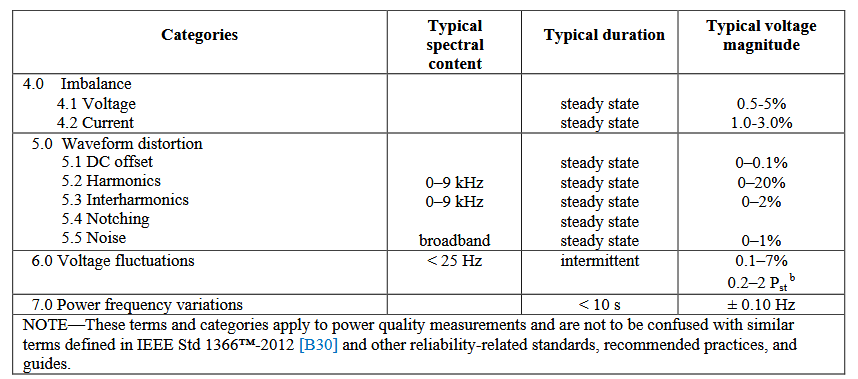 Categories Typical spectral content Typical duration Typical voltage magnitude
4.0 Imbalance
4.1 Voltage steady state 0.5-5%
4.2 Current steady state 1.0-3.0%
5.0 Waveform distortion
5.1 DC offset steady state 0–0.1%
5.2 Harmonics 0–9 kHz steady state 0–20%
5.3 Interharmonics 0–9 kHz steady state 0–2%
5.4 Notching steady state
5.5 Noise broadband steady state 0–1%
6.0 Voltage fluctuations < 25 Hz intermittent 0.1–7%
0.2–2 Pst b
7.0 Power frequency variations < 10 s ± 0.10 Hz
NOTE—These terms and categories apply to power quality measurements and are not to be confused with similar
terms defined in IEEE Std 1366™-2012 [B30] and other reliability-related standards, recommended practices, and
guides.